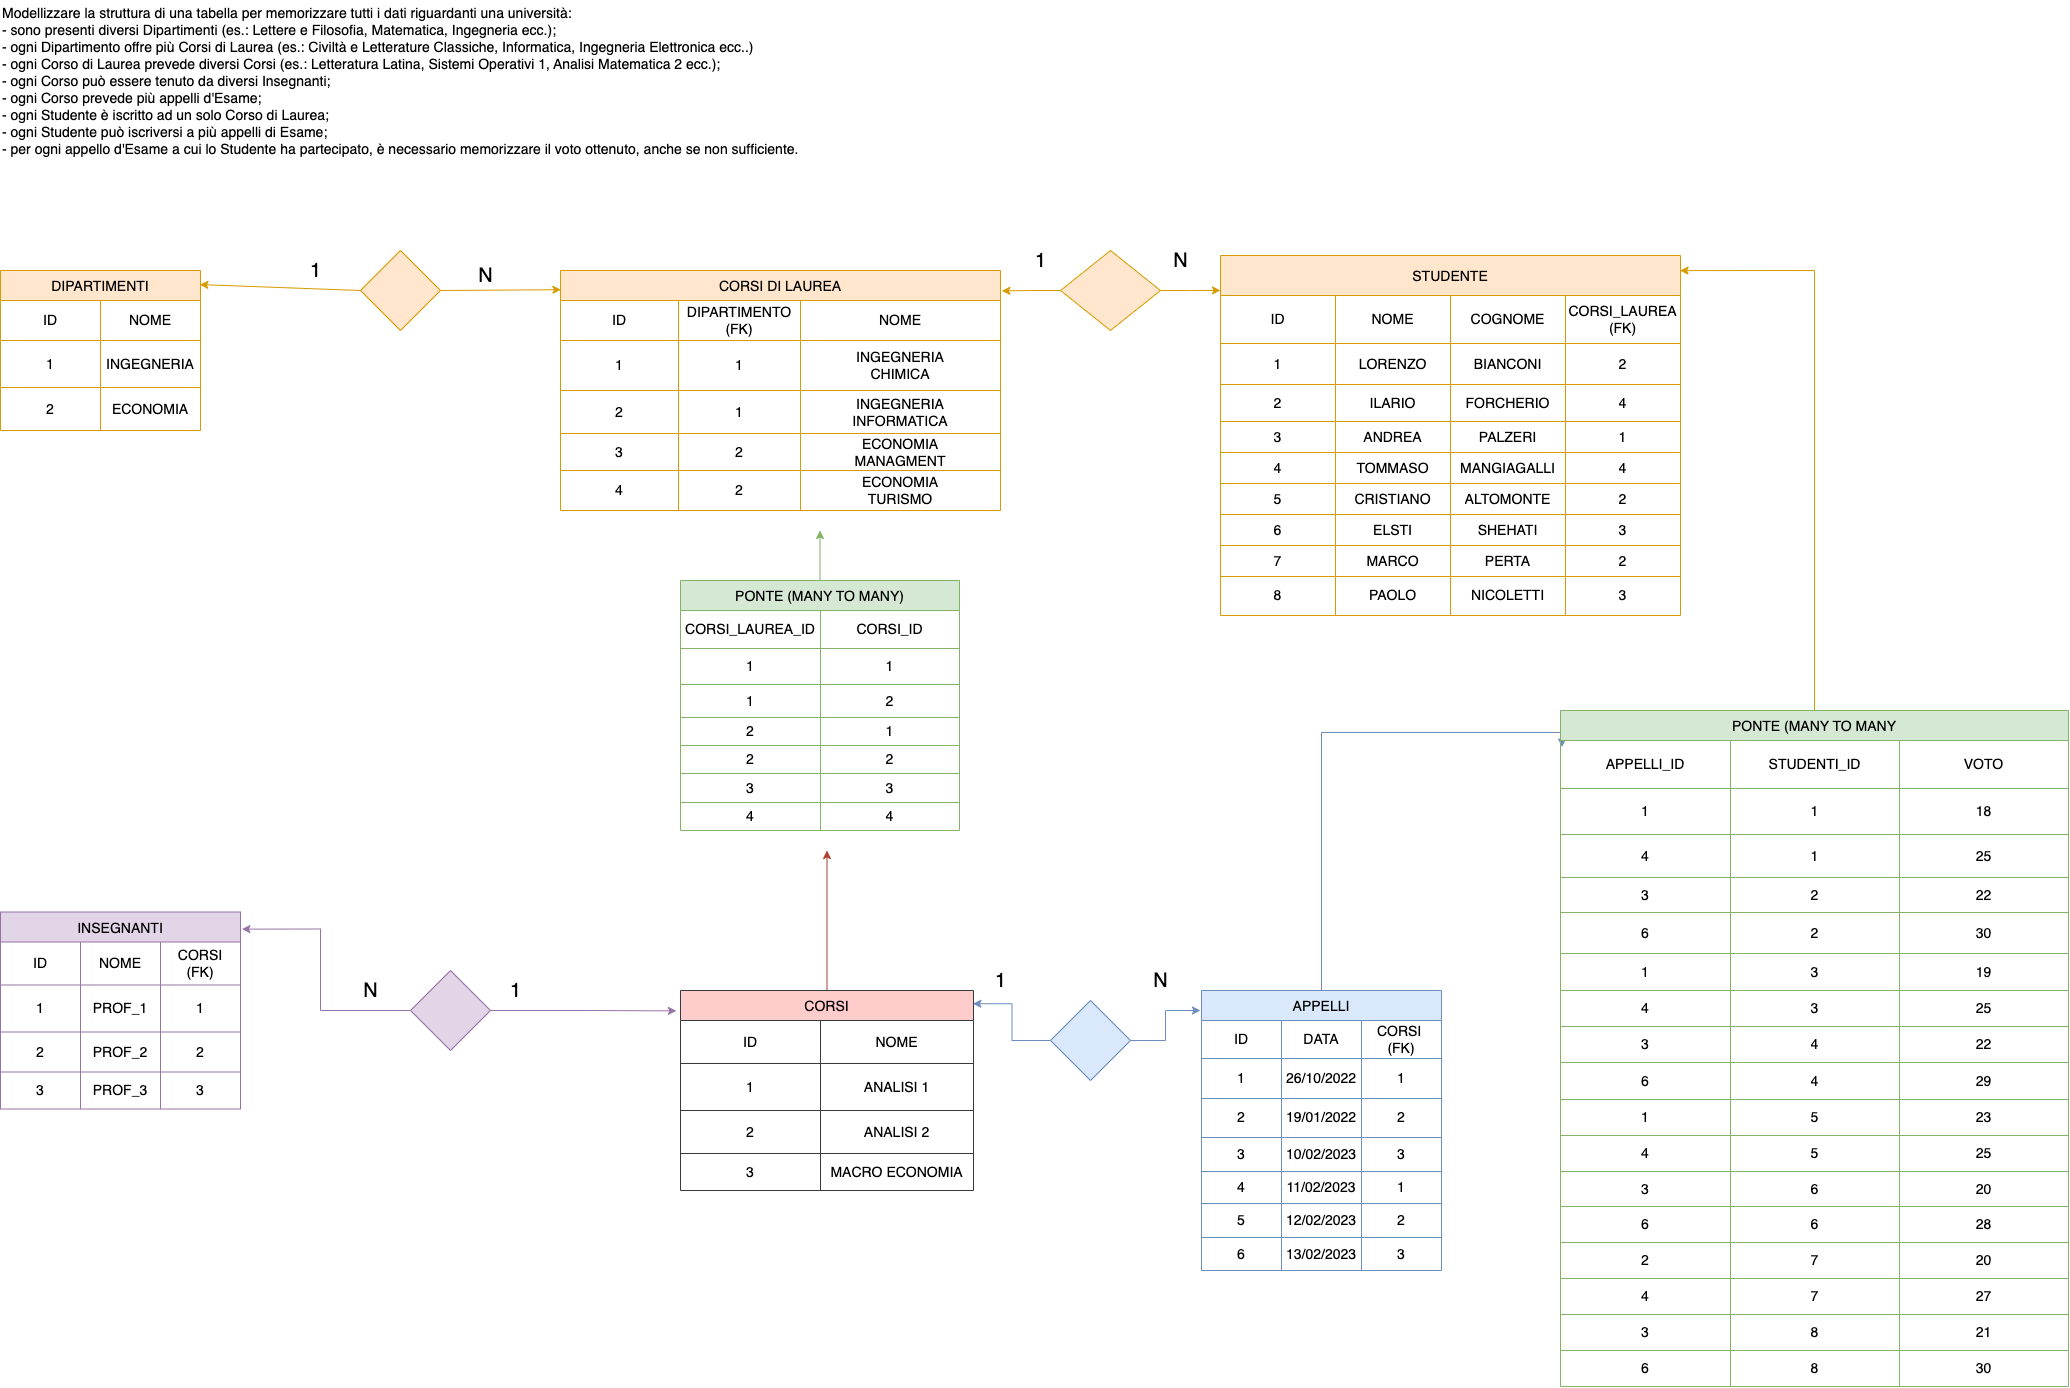 Modellizzare la struttura di una tabella per memorizzare tutti i dati riguardanti una università:
- sono presenti diversi Dipartimenti (es.: Lettere e Filosofia, Matematica, Ingegneria ecc.);
- ogni Dipartimento offre più Corsi di Laurea (es.: Civiltà e Letterature Classiche, Informatica, Ingegneria Elettronica ecc..)
- ogni Corso di Laurea prevede diversi Corsi (es.: Letteratura Latina, Sistemi Operativi 1, Analisi Matematica 2 ecc.);
- ogni Corso può essere tenuto da diversi Insegnanti;
- ogni Corso prevede più appelli d'Esame;
- ogni Studente è iscritto ad un solo Corso di Laurea;
- ogni Studente può iscriversi a più appelli di Esame;
- per ogni appello d'Esame a cui lo Studente ha partecipato, è necessario memorizzare il voto ottenuto, anche se non sufficiente.
DIPARTIMENTI
ID NOME
1 INGEGNERIA
2 ECONOMIA
1
N
CORSI DI LAUREA
ID DIPARTIMENTO (FK) NOME
1 1 INGEGNERIA CHIMICA
2 1 INGEGNERIA INFORMATICA
3 2 ECONOMIA MANAGMENT
4 2 ECONOMIA TURISMO
1
N
STUDENTE
ID NOME COGNOME CORSI_LAUREA (FK)
1 LORENZO BIANCONI 2
2 ILARIO FORCHERIO 4
3 ANDREA PALZERI 1
4 TOMMASO MANGIAGALLI 4
5 CRISTIANO ALTOMONTE 2
6 ELSTI SHEHATI 3
7 MARCO PERTA 2
8 PAOLO NICOLETTI 3
PONTE (MANY TO MANY)
CORSI_LAUREA_ID CORSI_ID
1 1
1 2
2 1
2 2
3 3
4 4
INSEGNANTI
ID NOME CORSI (FK)
1 PROF_1 1
2 PROF_2 2
3 PROF_3 3
N
1
CORSI
ID NOME
1 ANALISI 1
2 ANALISI 2
3 MACRO ECONOMIA
1
N
APPELLI
ID DATA CORSI (FK)
1 26/10/2022 1
2 19/01/2022 2
3 10/02/2023 3
4 11/02/2023 1
5 12/02/2023 2
6 13/02/2023 3
PONTE (MANY TO MANY
APPELLI_ID STUDENTI_ID VOTO
1 1 18
4 1 25
3 2 22
6 2 30
1 3 19
4 3 25
3 4 22
6 4 29
1 5 23
4 5 25
3 6 20
6 6 28
2 7 20
4 7 27
3 8 21
6 8 30